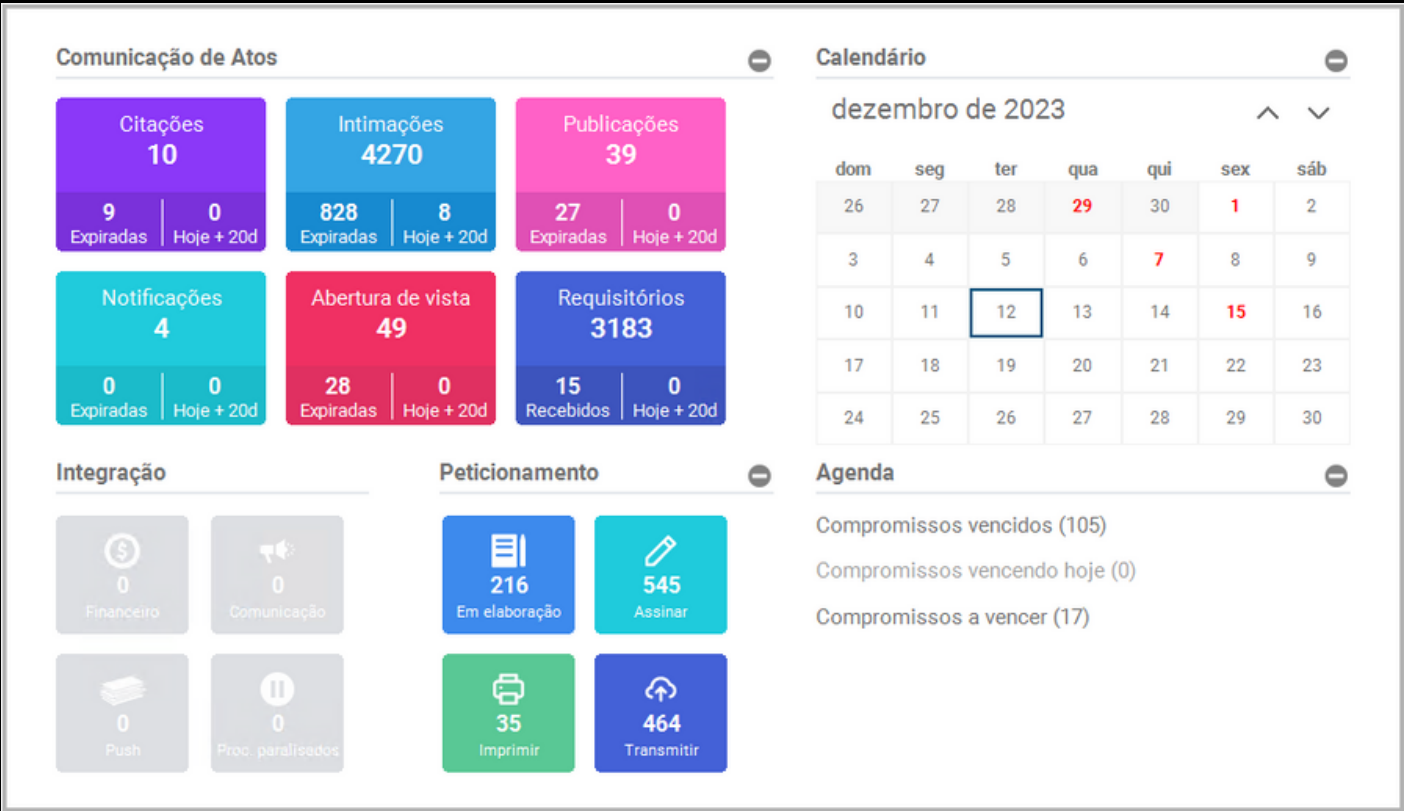 Comunicação de Atos
Citações
10
9 0
Expiradas Hoje + 20d
Intimações
4270
828 8
Expiradas Hoje + 20d
Publicações
39
27 0
Expiradas Hoje + 20d
Notificações
4
0 0
Expiradas Hoje + 20d
Abertura de vista
49
28 0
Expiradas Hoje + 20d
Requisitórios
3183
15 0
Recebidos Hoje + 20d
Calendário
dezembro de 2023
dom seg ter qua qui sex sáb
26 27 28 29 30 1 2
3 4 5 6 7 8 9
10 11 12 13 14 15 16
17 18 19 20 21 22 23
24 25 26 27 28 29 30
Integração
$
0
Financeiro
0
Comunicação
0
Push
0
Proc. paralisados
Peticionamento
216
Em elaboração
545
Assinar
35
Imprimir
464
Transmitir
Agenda
Compromissos vencidos (105)
Compromissos vencendo hoje (0)
Compromissos a vencer (17)